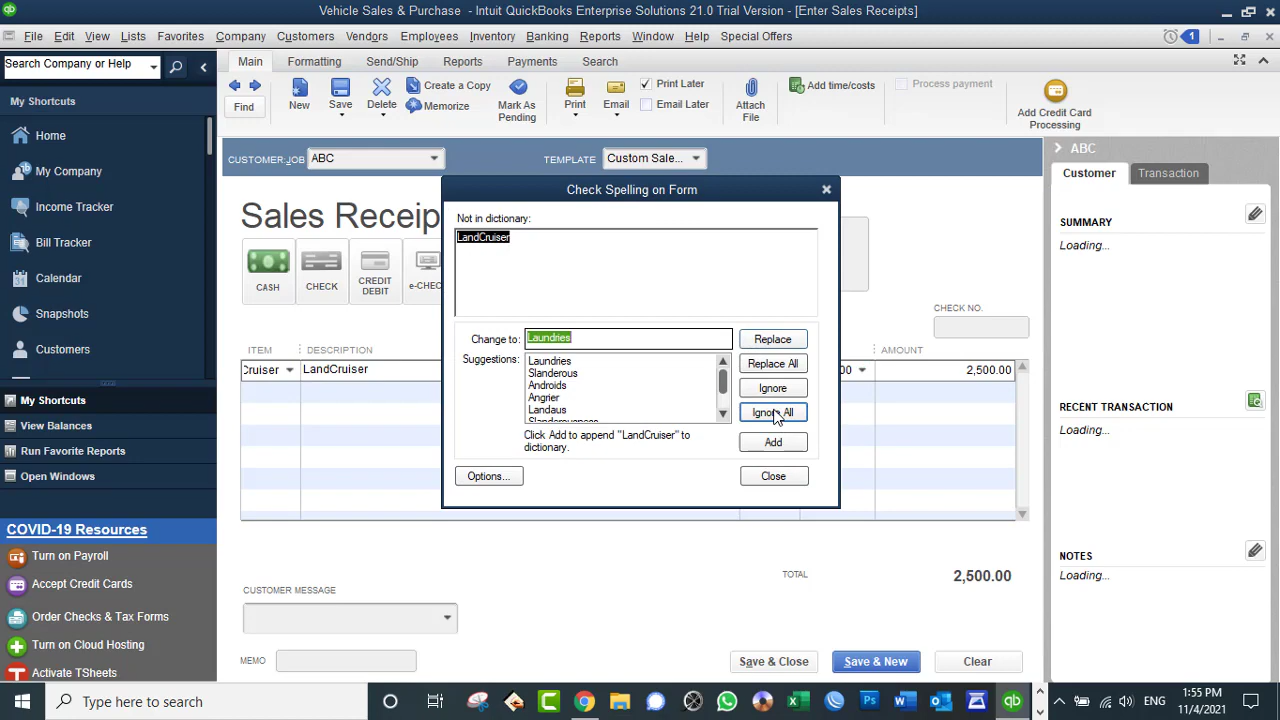 Vehicle Sales & Purchase - Intuit QuickBooks Enterprise Solutions 21.0 Trial Version - [Enter Sales Receipts]
File Edit View Lists Favorites Company Customers Vendors Employees Inventory Banking Reports Window Help Special Offers 1
Search Company or Help
Main Formatting Send/Ship Reports Payments Search
Find
New
Save
Delete
Create a Copy
Memorize
Mark As
Pending
Print
Email
Print Later
Email Later
Attach
File
Add time/costs
Process payment
Add Credit Card
Processing
My Shortcuts
Home
My Company
Income Tracker
Bill Tracker
Calendar
Snapshots
Customers
My Shortcuts
View Balances
Run Favorite Reports
Open Windows
COVID-19 Resources
Turn on Payroll
Accept Credit Cards
Order Checks & Tax Forms
Turn on Cloud Hosting
Activate TSheets
CUSTOMER:JOB ABC
TEMPLATE Custom Sale...
Sales Receip
CASH
CHECK
CREDIT
DEBIT
e-CHEC
CHECK NO.
ITEM DESCRIPTION AMOUNT
Cruiser LandCruiser 00 2,500.00
TOTAL 2,500.00
CUSTOMER MESSAGE
MEMO
Save & Close Save & New Clear
Check Spelling on Form
Not in dictionary:
LandCruiser
Change to: Laundries
Suggestions:
Laundries
Slanderous
Androids
Angrier
Landaus
Slanderousness
Replace
Replace All
Ignore
Ignore All
Add
Click Add to append "LandCruiser" to
dictionary.
Options...
Close
ABC
Customer Transaction
SUMMARY
Loading...
RECENT TRANSACTION
Loading...
NOTES
Loading...
Type here to search
ENG
1:55 PM
11/4/2021